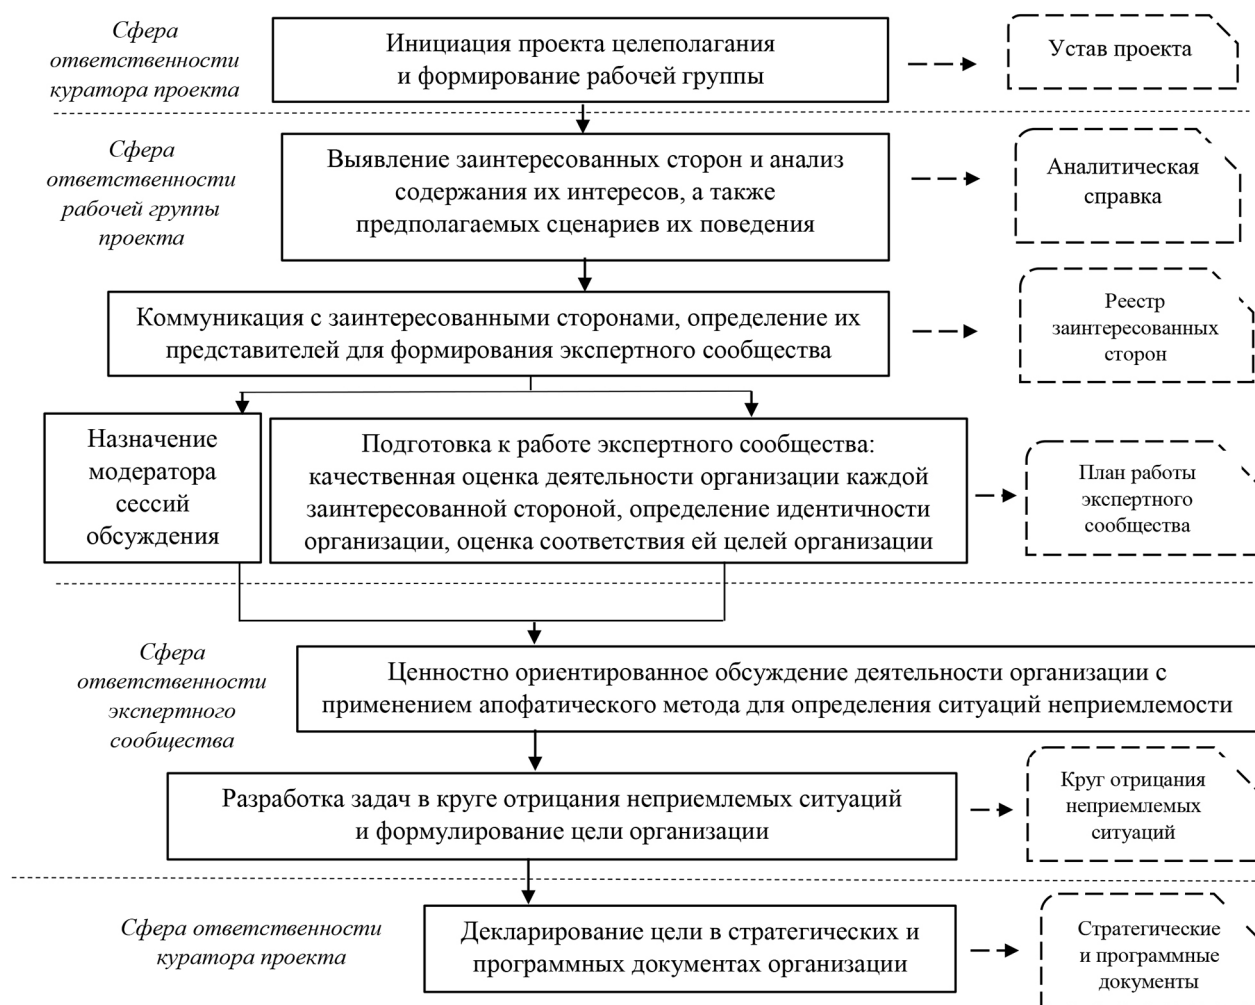 Сфера
ответственности
куратора проекта
Инициация проекта целеполагания
и формирование рабочей группы
Устав проекта
Сфера
ответственности
рабочей группы
проекта
Выявление заинтересованных сторон и анализ
содержания их интересов, а также
предполагаемых сценариев их поведения
Аналитическая
справка
Коммуникация с заинтересованными сторонами, определение их
представителей для формирования экспертного сообщества
Реестр
заинтересованных
сторон
Назначение
модератора
сессий
обсуждения
Подготовка к работе экспертного сообщества:
качественная оценка деятельности организации каждой
заинтересованной стороной, определение идентичности
организации, оценка соответствия ей целей организации
План работы
экспертного
сообщества
Сфера
ответственности
экспертного
сообщества
Ценностно ориентированное обсуждение деятельности организации с
применением апофатического метода для определения ситуаций неприемлемости
Разработка задач в круге отрицания неприемлемых ситуаций
и формулирование цели организации
Круг отрицания
неприемлемых
ситуаций
Сфера ответственности
куратора проекта
Декларирование цели в стратегических и
программных документах организации
Стратегические
и программные
документы